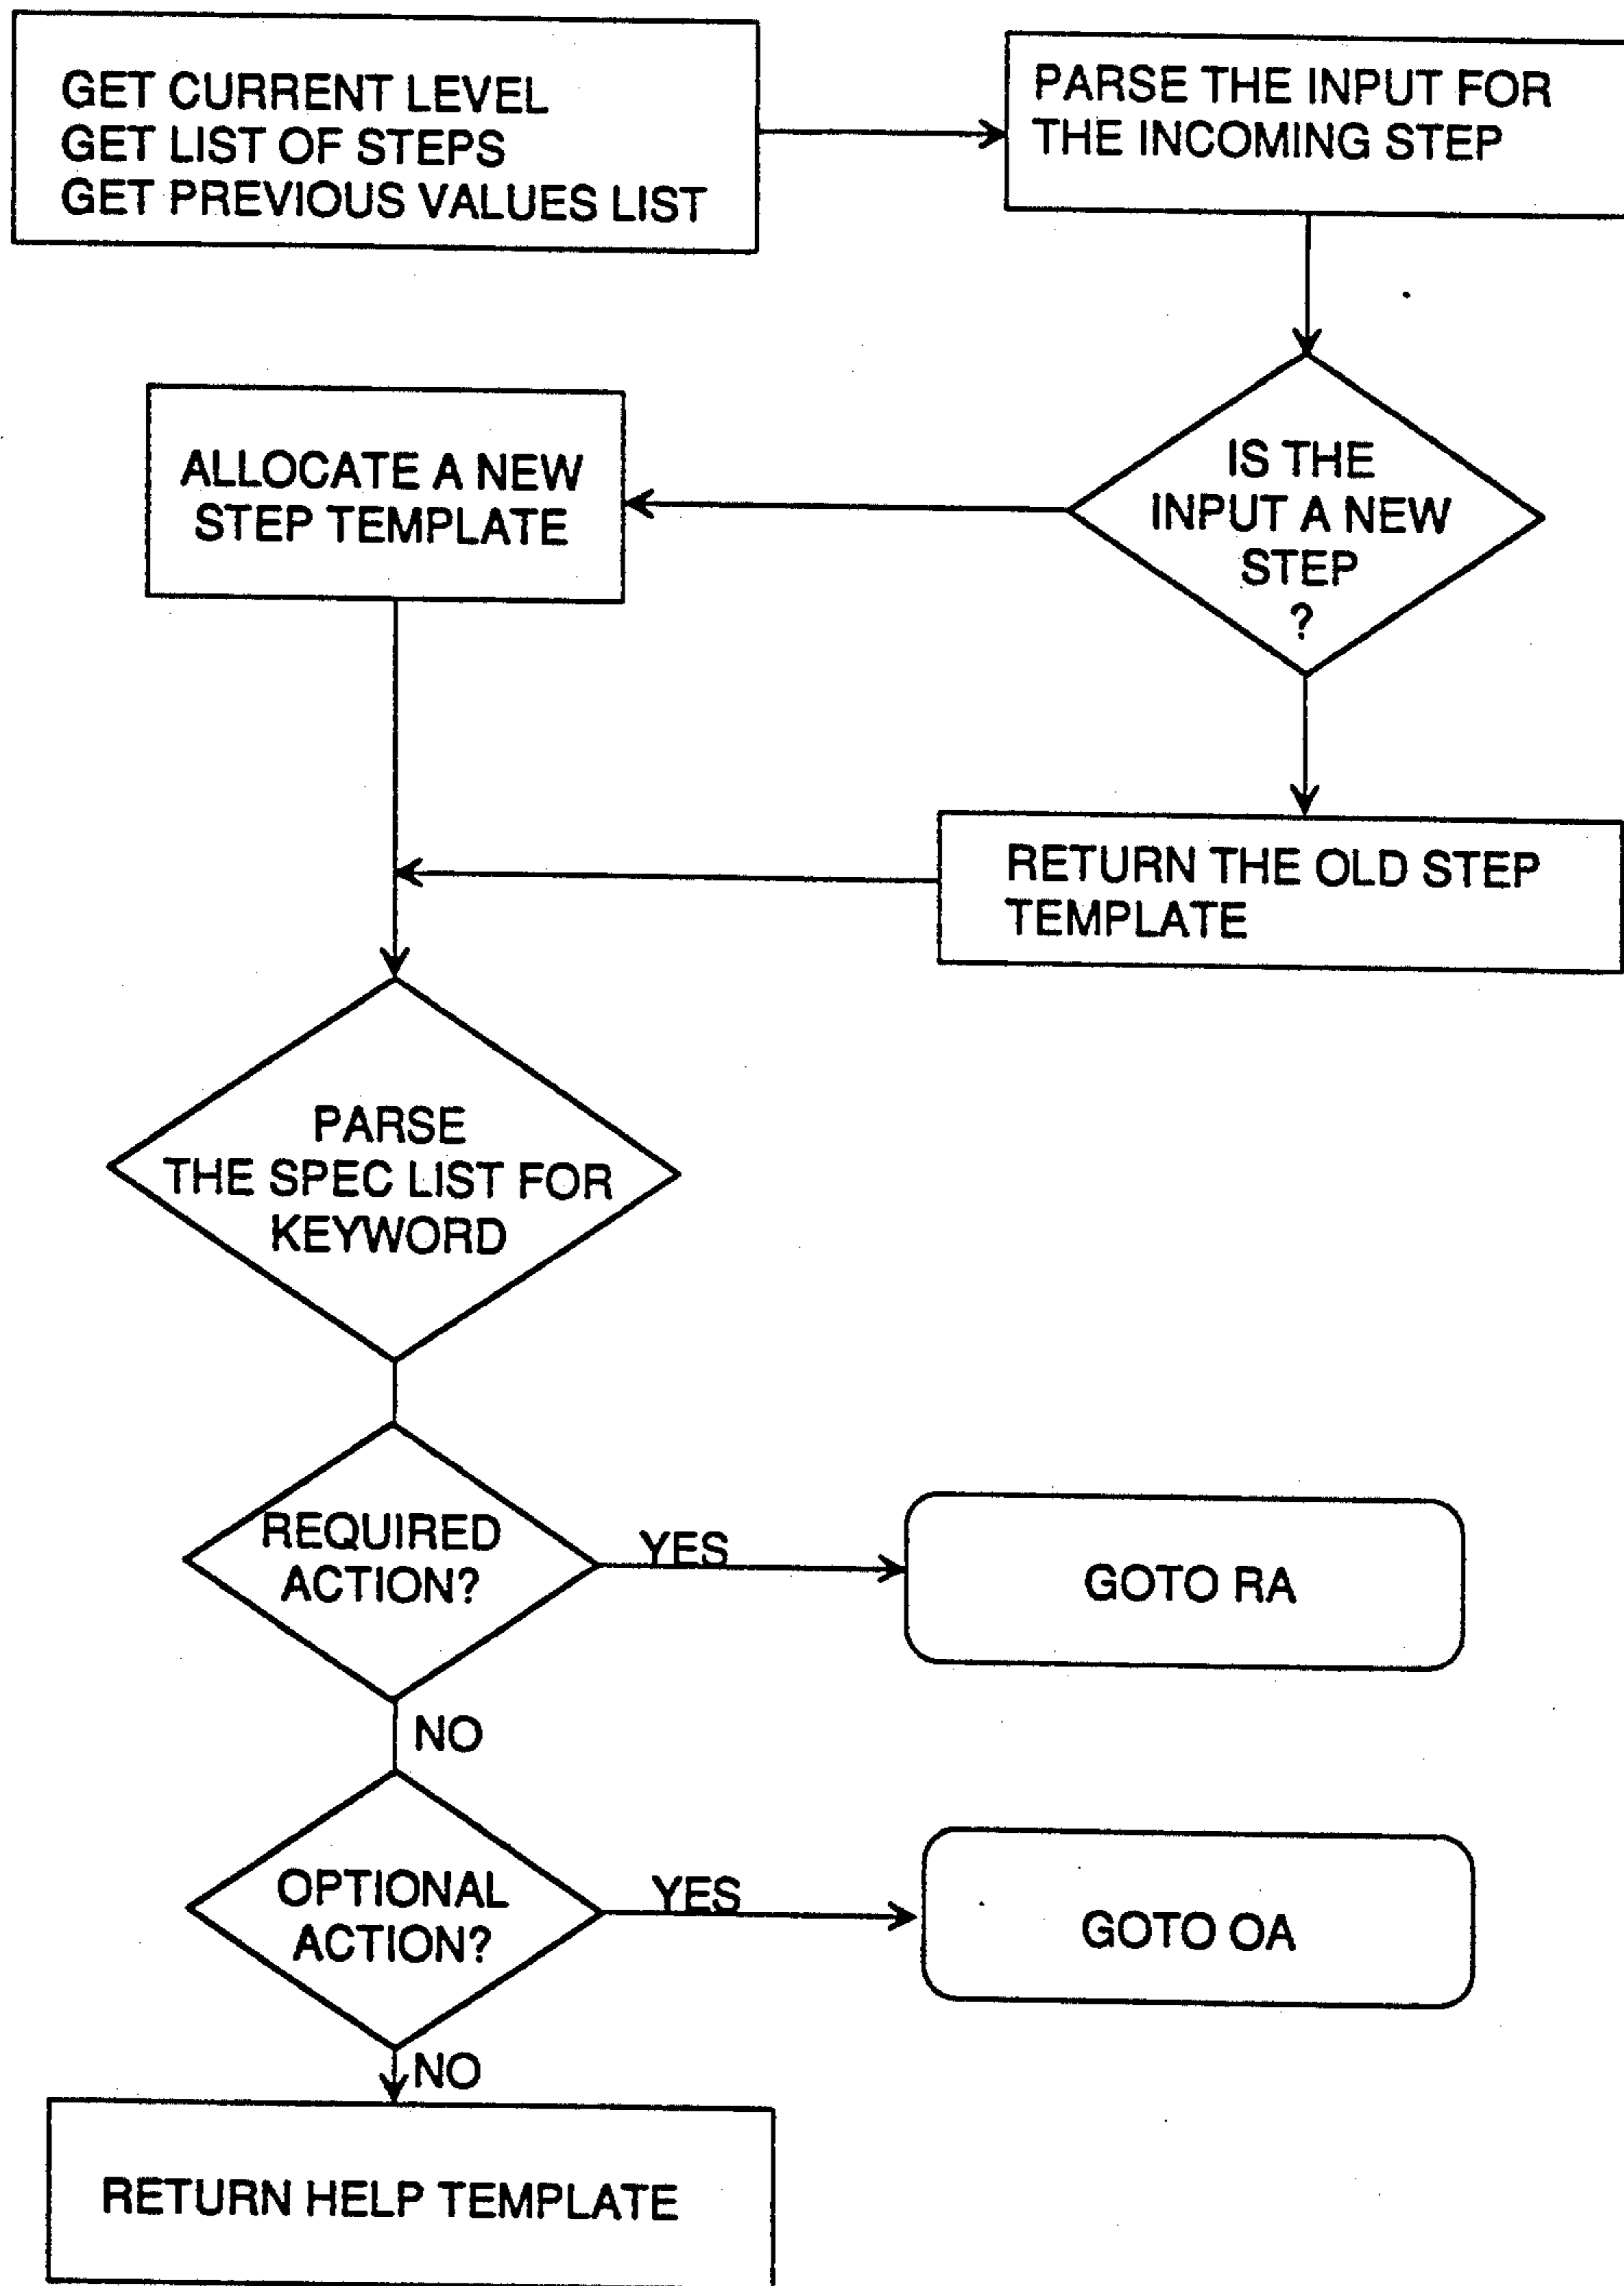 GET CURRENT LEVEL
GET LIST OF STEPS
GET PREVIOUS VALUES LIST
PARSE THE INPUT FOR
THE INCOMING STEP
IS THE
INPUT A NEW
STEP
?
ALLOCATE A NEW
STEP TEMPLATE
RETURN THE OLD STEP
TEMPLATE
PARSE
THE SPEC LIST FOR
KEYWORD
REQUIRED
ACTION?
YES
GOTO RA
NO
OPTIONAL
ACTION?
YES
GOTO OA
NO
RETURN HELP TEMPLATE